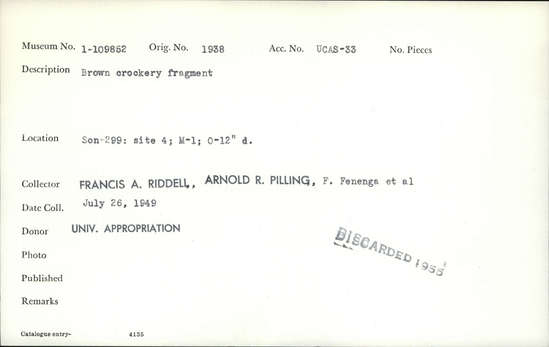 Museum No. 1-109862 Orig. No. 1938 Acc. No. UCAS-33 No. Pieces
Description Brown crockery fragment
Location Son-299: site 4; M-1; 0-12" d.
Collector FRANCIS A. RIDDELL, ARNOLD R. PILLING, F. Fenenga et al
Date Coll. July 26, 1949
Donor UNIV. APPROPRIATION
DISCARDED 1955
Photo
Published
Remarks
Catalogue entry- 4135